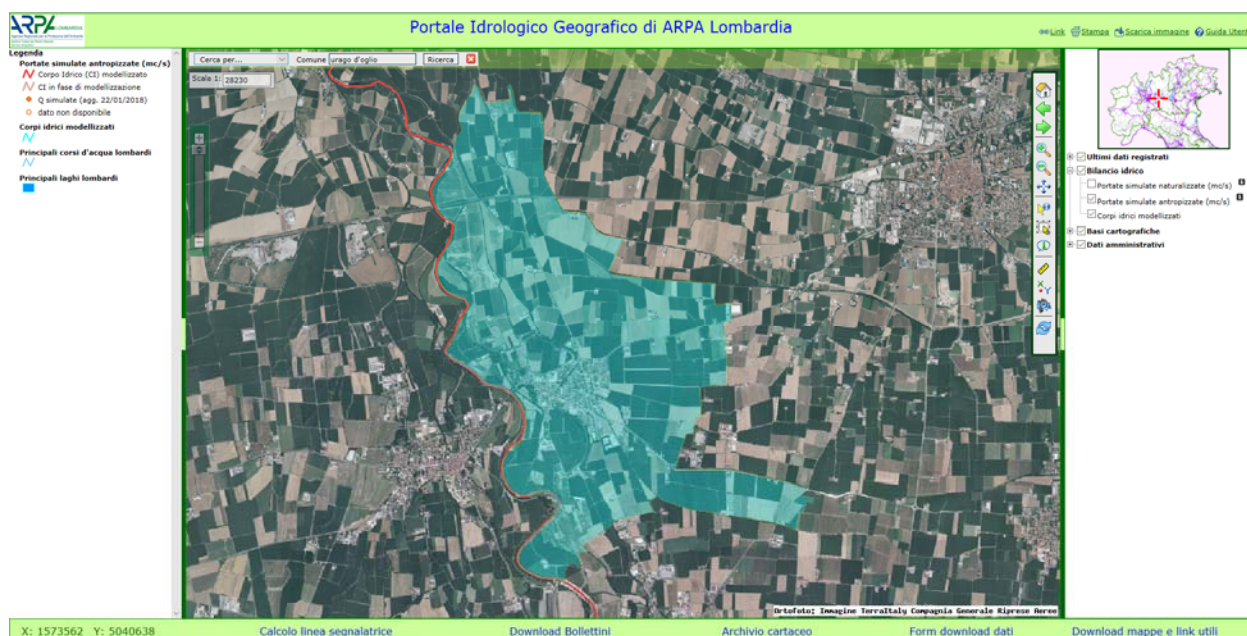 ARPA LOMBARDIA
Portale Idrologico Geografico di ARPA Lombardia
Link Stampa Scarica immagine Guida Utente
Legenda
Portate simulate antropizzate (mc/s)
Corpo Idrico (CI) modellizzato
CI in fase di modellizzazione
Q simulate (agg. 22/01/2018)
dato non disponibile
Corpi idrici modellizzati
Principali corsi d'acqua lombardi
Principali laghi lombardi
Cerca per... Comune urago d'oglio Ricerca
Scale 1: 28230
Ultimi dati registrati
Bilancio idrico
Portate simulate naturalizzate (mc/s)
Portate simulate antropizzate (mc/s)
Corpi idrici modellizzati
Basi cartografiche
Dati amministrativi
Ortofoto: Immagine TerraItaly Compagnia Generale Riprese Aeree
X: 1573562 Y: 5040638 Calcolo linea segnalatrice Download Bollettini Archivio cartaceo Form download dati Download mappe e link utili